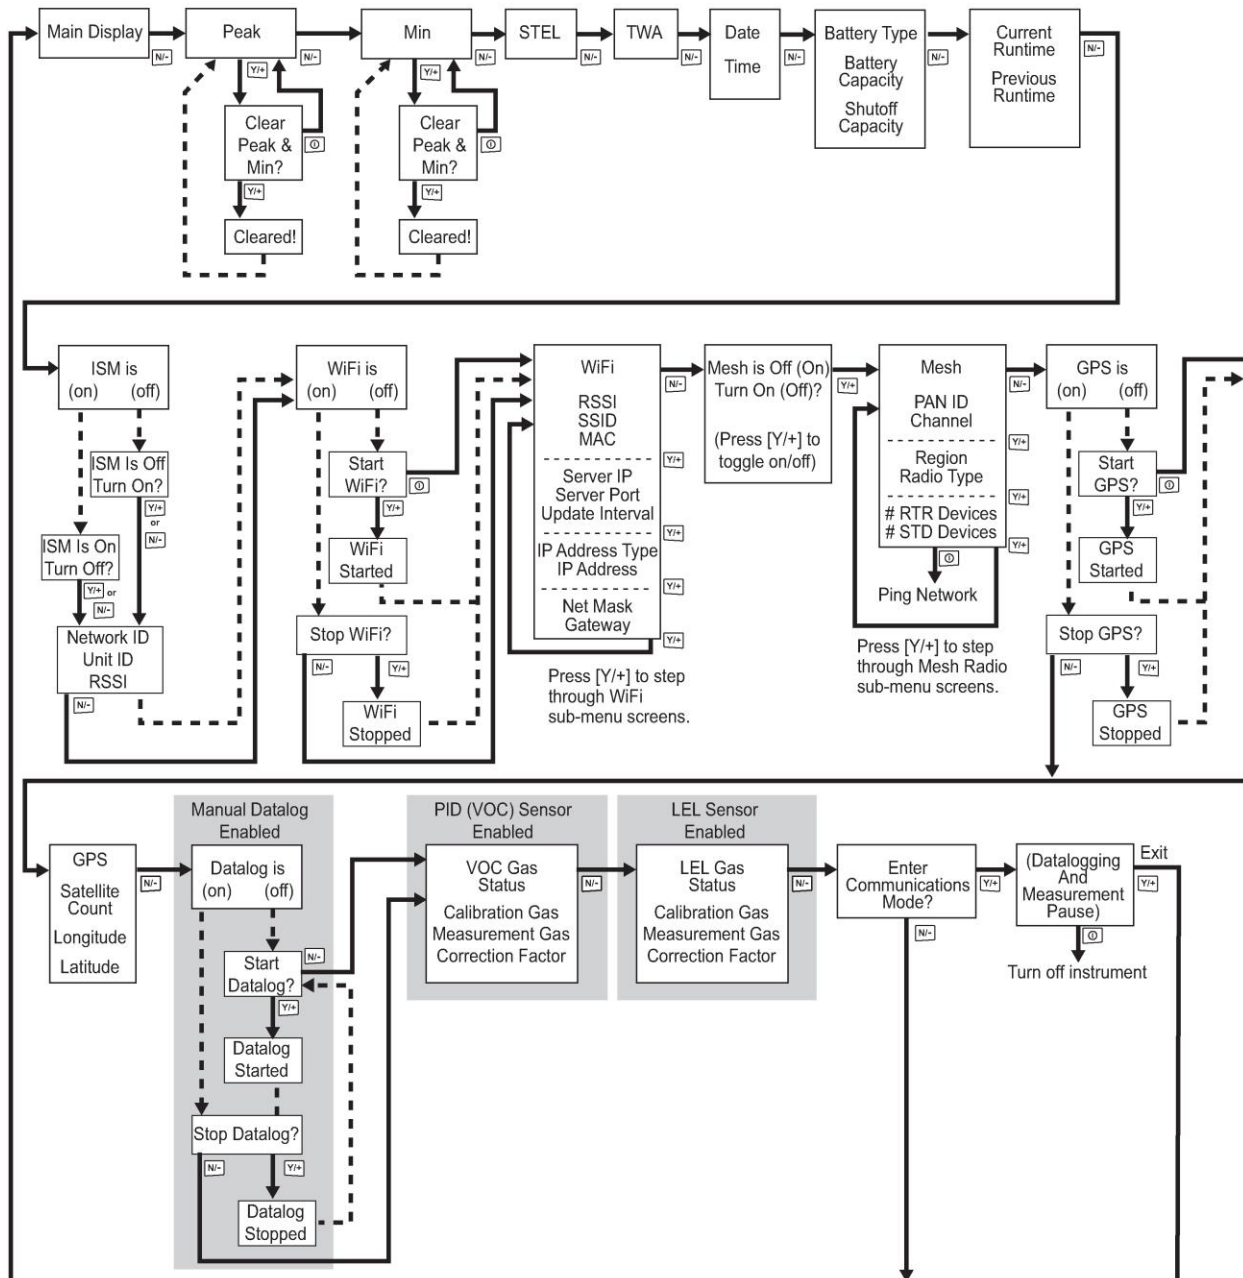 Main Display
N/-
Peak
N/-
Min
N/-
STEL
N/-
TWA
N/-
Date
Time
N/-
Battery Type
Battery
Capacity
Shutoff
Capacity
N/-
Current
Runtime
Previous
Runtime
N/-
Y/+
Clear
Peak &
Min?
Y/+
Cleared!
Y/+
Clear
Peak &
Min?
Y/+
Cleared!
ISM is
(on) (off)
ISM Is Off
Turn On?
Y/+
or
N/-
ISM Is On
Turn Off?
Y/+ or
N/-
Network ID
Unit ID
RSSI
N/-
WiFi is
(on) (off)
Start
WiFi?
Y/+
WiFi
Started
Stop WiFi?
N/-
Y/+
WiFi
Stopped
WiFi
N/-
RSSI
SSID
MAC
Y/+
Server IP
Server Port
Update Interval
Y/+
IP Address Type
IP Address
Y/+
Net Mask
Gateway
Y/+
Press [Y/+] to step
through WiFi
sub-menu screens.
Mesh is Off (On)
Turn On (Off)?
(Press [Y/+] to
toggle on/off)
Y/+
Mesh
N/-
PAN ID
Channel
Y/+
Region
Radio Type
Y/+
# RTR Devices
# STD Devices
Y/+
Ping Network
Press [Y/+] to step
through Mesh Radio
sub-menu screens.
GPS is
(on) (off)
Start
GPS?
Y/+
GPS
Started
Stop GPS?
N/-
Y/+
GPS
Stopped
GPS
Satellite
Count
Longitude
Latitude
N/-
Manual Datalog
Enabled
Datalog is
(on) (off)
Start
Datalog?
N/-
Y/+
Datalog
Started
Stop Datalog?
N/-
Y/+
Datalog
Stopped
PID (VOC) Sensor
Enabled
VOC Gas
Status
Calibration Gas
Measurement Gas
Correction Factor
N/-
LEL Sensor
Enabled
LEL Gas
Status
Calibration Gas
Measurement Gas
Correction Factor
N/-
Enter
Communications
Mode?
Y/+
N/-
(Datalogging
And
Measurement
Pause)
Exit
Y/+
Turn off instrument